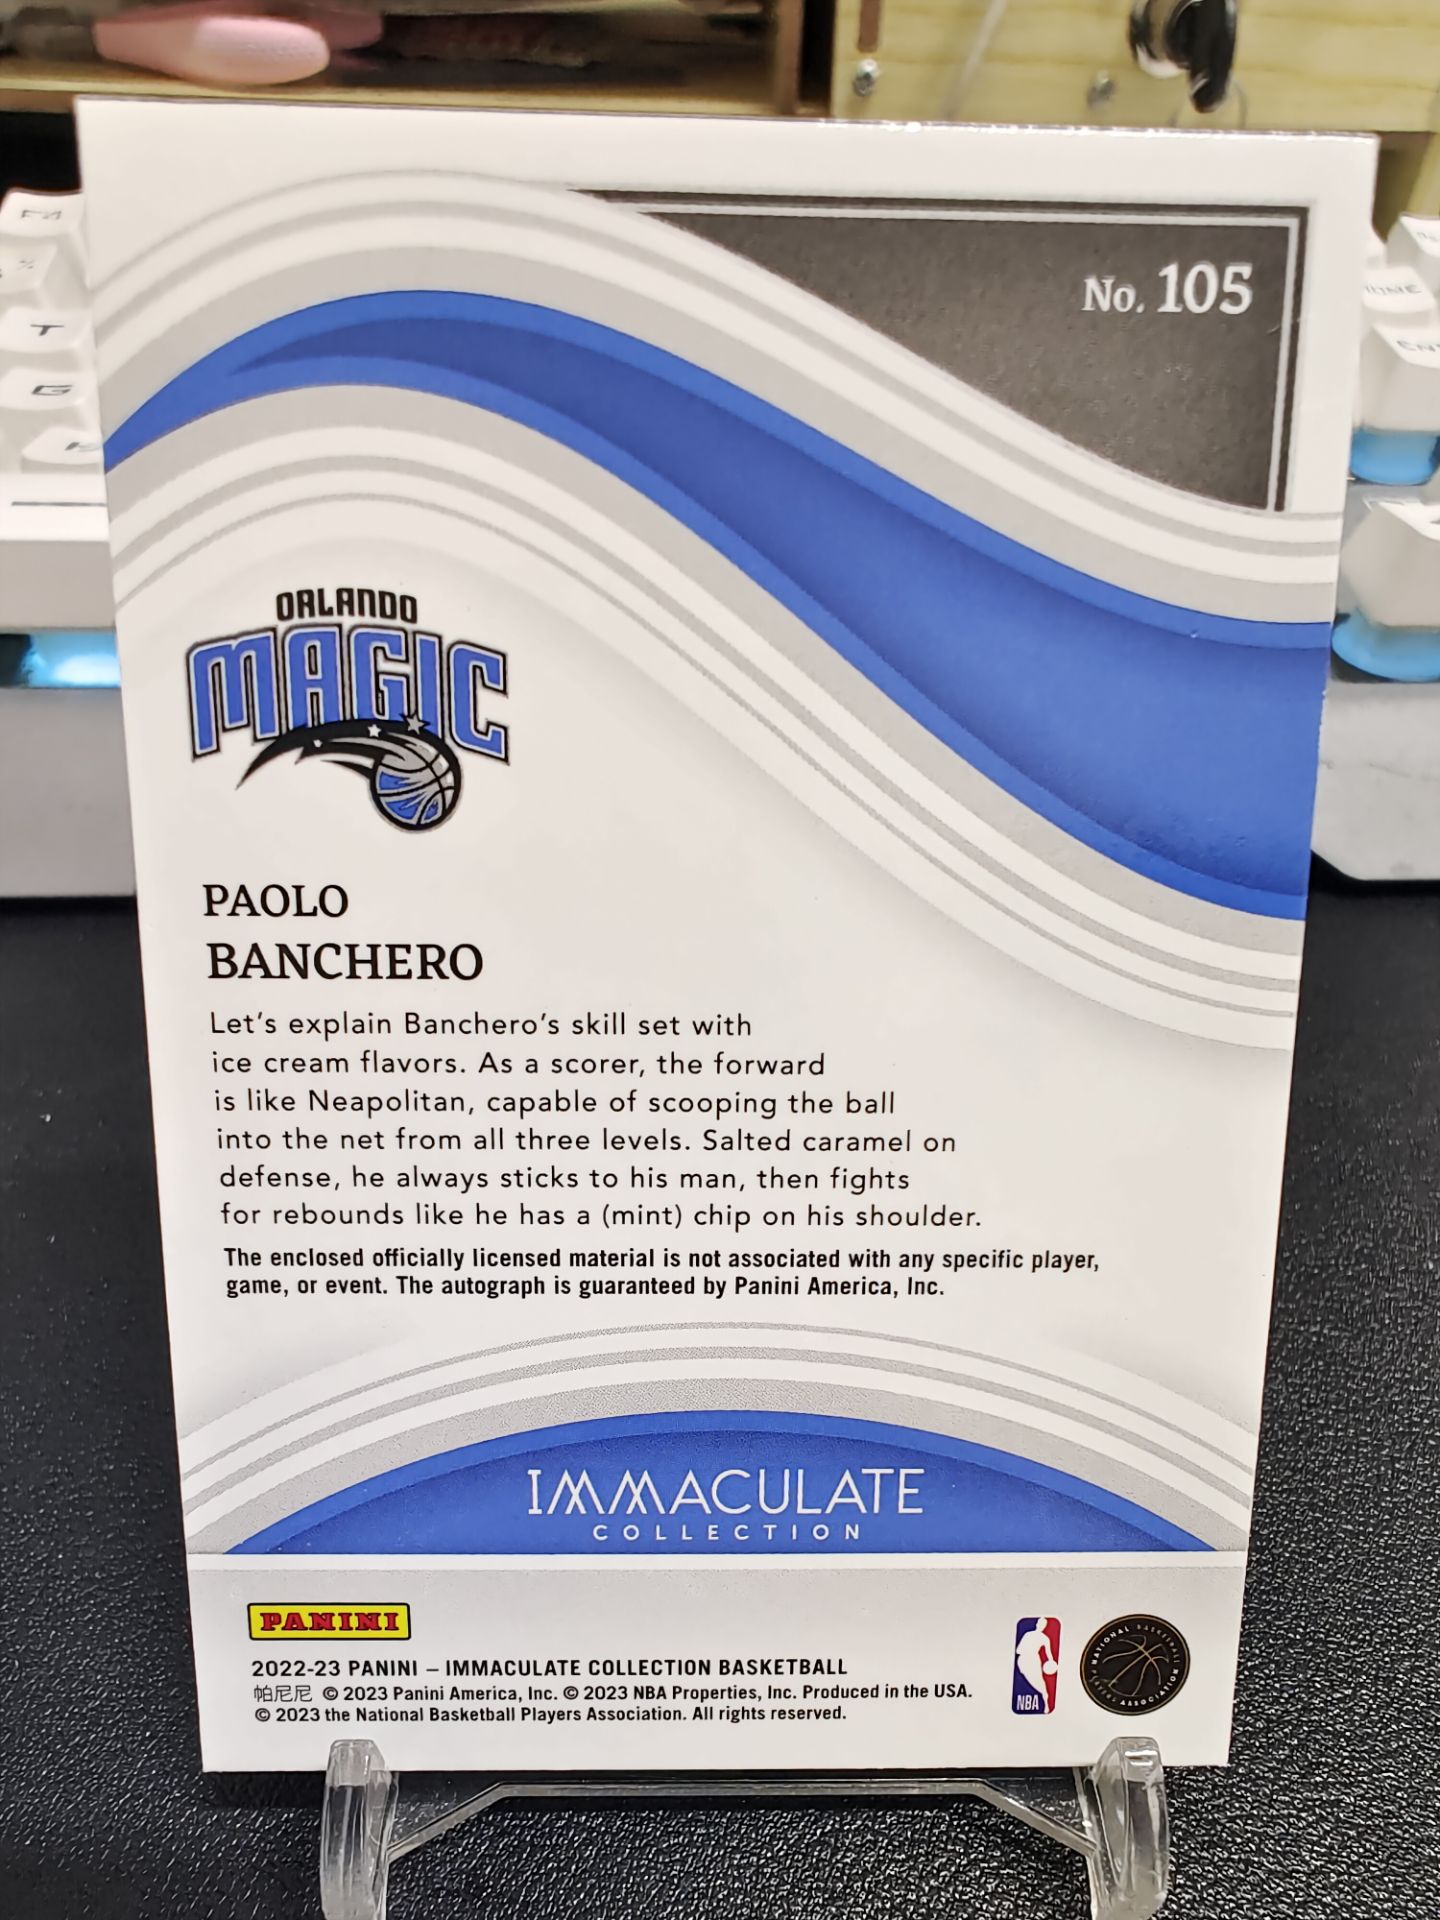 No. 105
ORLANDO
MAGIC
PAOLO
BANCHERO
Let's explain Banchero's skill set with
ice cream flavors. As a scorer, the forward
is like Neapolitan, capable of scooping the ball
into the net from all three levels. Salted caramel on
defense, he always sticks to his man, then fights
for rebounds like he has a (mint) chip on his shoulder.
The enclosed officially licensed material is not associated with any specific player,
game, or event. The autograph is guaranteed by Panini America, Inc.
IMMACULATE
COLLECTION
PANINI
2022-23 PANINI – IMMACULATE COLLECTION BASKETBALL
帕尼尼 © 2023 Panini America, Inc. © 2023 NBA Properties, Inc. Produced in the USA.
© 2023 the National Basketball Players Association. All rights reserved.
NBA
NATIONAL BASKETBALL
PLAYERS ASSOCIATION
T
G